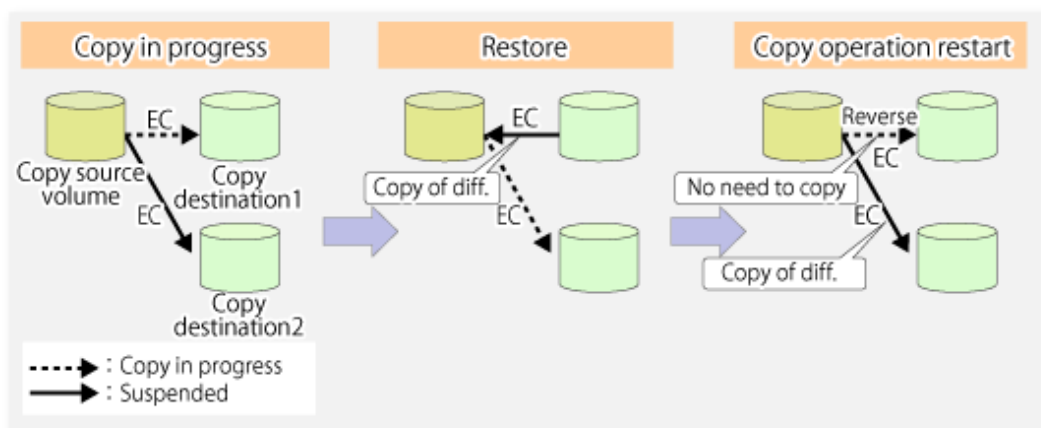 Copy in progress
EC
Copy source
volume
Copy
destination1
EC
Copy
destination2
Restore
EC
Copy of diff.
EC
Copy operation restart
Reverse
EC
No need to copy
EC
Copy of diff.
: Copy in progress
: Suspended